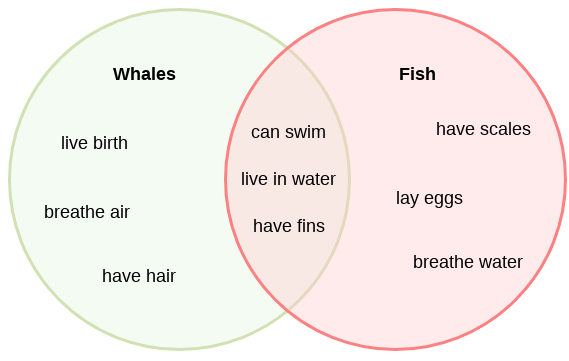 Whales
live birth
breathe air
have hair
can swim
live in water
have fins
Fish
have scales
lay eggs
breathe water